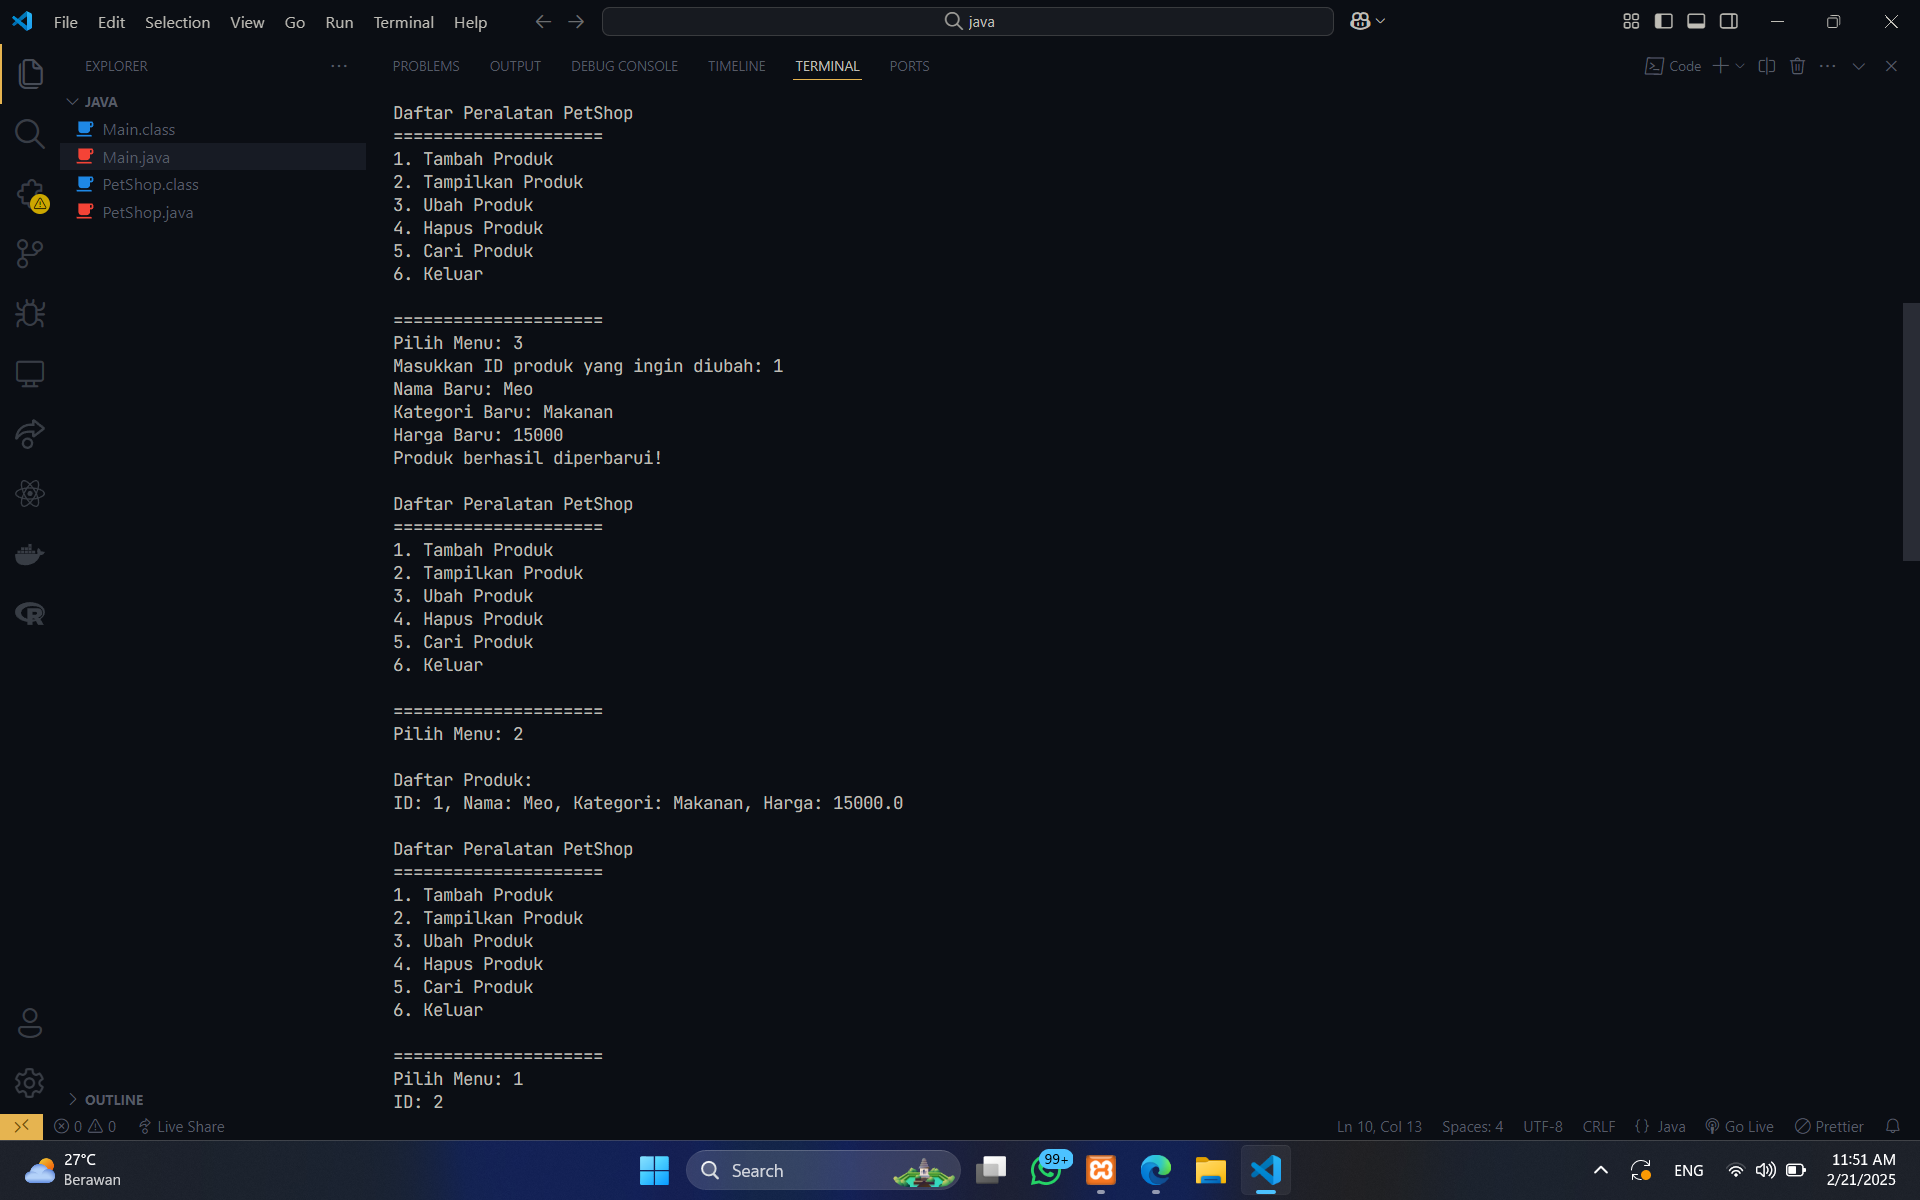 File Edit Selection View Go Run Terminal Help
java
EXPLORER
JAVA
Main.class
Main.java
PetShop.class
PetShop.java
OUTLINE
PROBLEMS OUTPUT DEBUG CONSOLE TIMELINE TERMINAL PORTS
Code
Daftar Peralatan PetShop
=====================
1. Tambah Produk
2. Tampilkan Produk
3. Ubah Produk
4. Hapus Produk
5. Cari Produk
6. Keluar
=====================
Pilih Menu: 3
Masukkan ID produk yang ingin diubah: 1
Nama Baru: Meo
Kategori Baru: Makanan
Harga Baru: 15000
Produk berhasil diperbarui!
Daftar Peralatan PetShop
=====================
1. Tambah Produk
2. Tampilkan Produk
3. Ubah Produk
4. Hapus Produk
5. Cari Produk
6. Keluar
=====================
Pilih Menu: 2
Daftar Produk:
ID: 1, Nama: Meo, Kategori: Makanan, Harga: 15000.0
Daftar Peralatan PetShop
=====================
1. Tambah Produk
2. Tampilkan Produk
3. Ubah Produk
4. Hapus Produk
5. Cari Produk
6. Keluar
=====================
Pilih Menu: 1
ID: 2
0 0 Live Share
Ln 10, Col 13 Spaces: 4 UTF-8 CRLF {} Java Go Live Prettier
27°C
Berawan
Search
99+
ENG
11:51 AM
2/21/2025